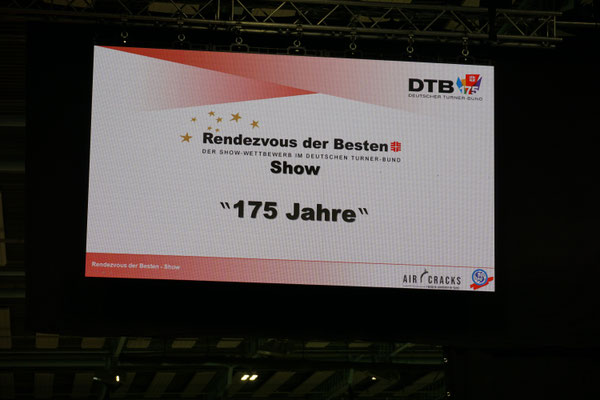 DTB 175
DEUTSCHER TURNER-BUND
Rendezvous der Besten
DER SHOW-WETTBEWERB IM DEUTSCHEN TURNER-BUND
Show
"175 Jahre"
Rendezvous der Besten - Show
AIR CRACKS